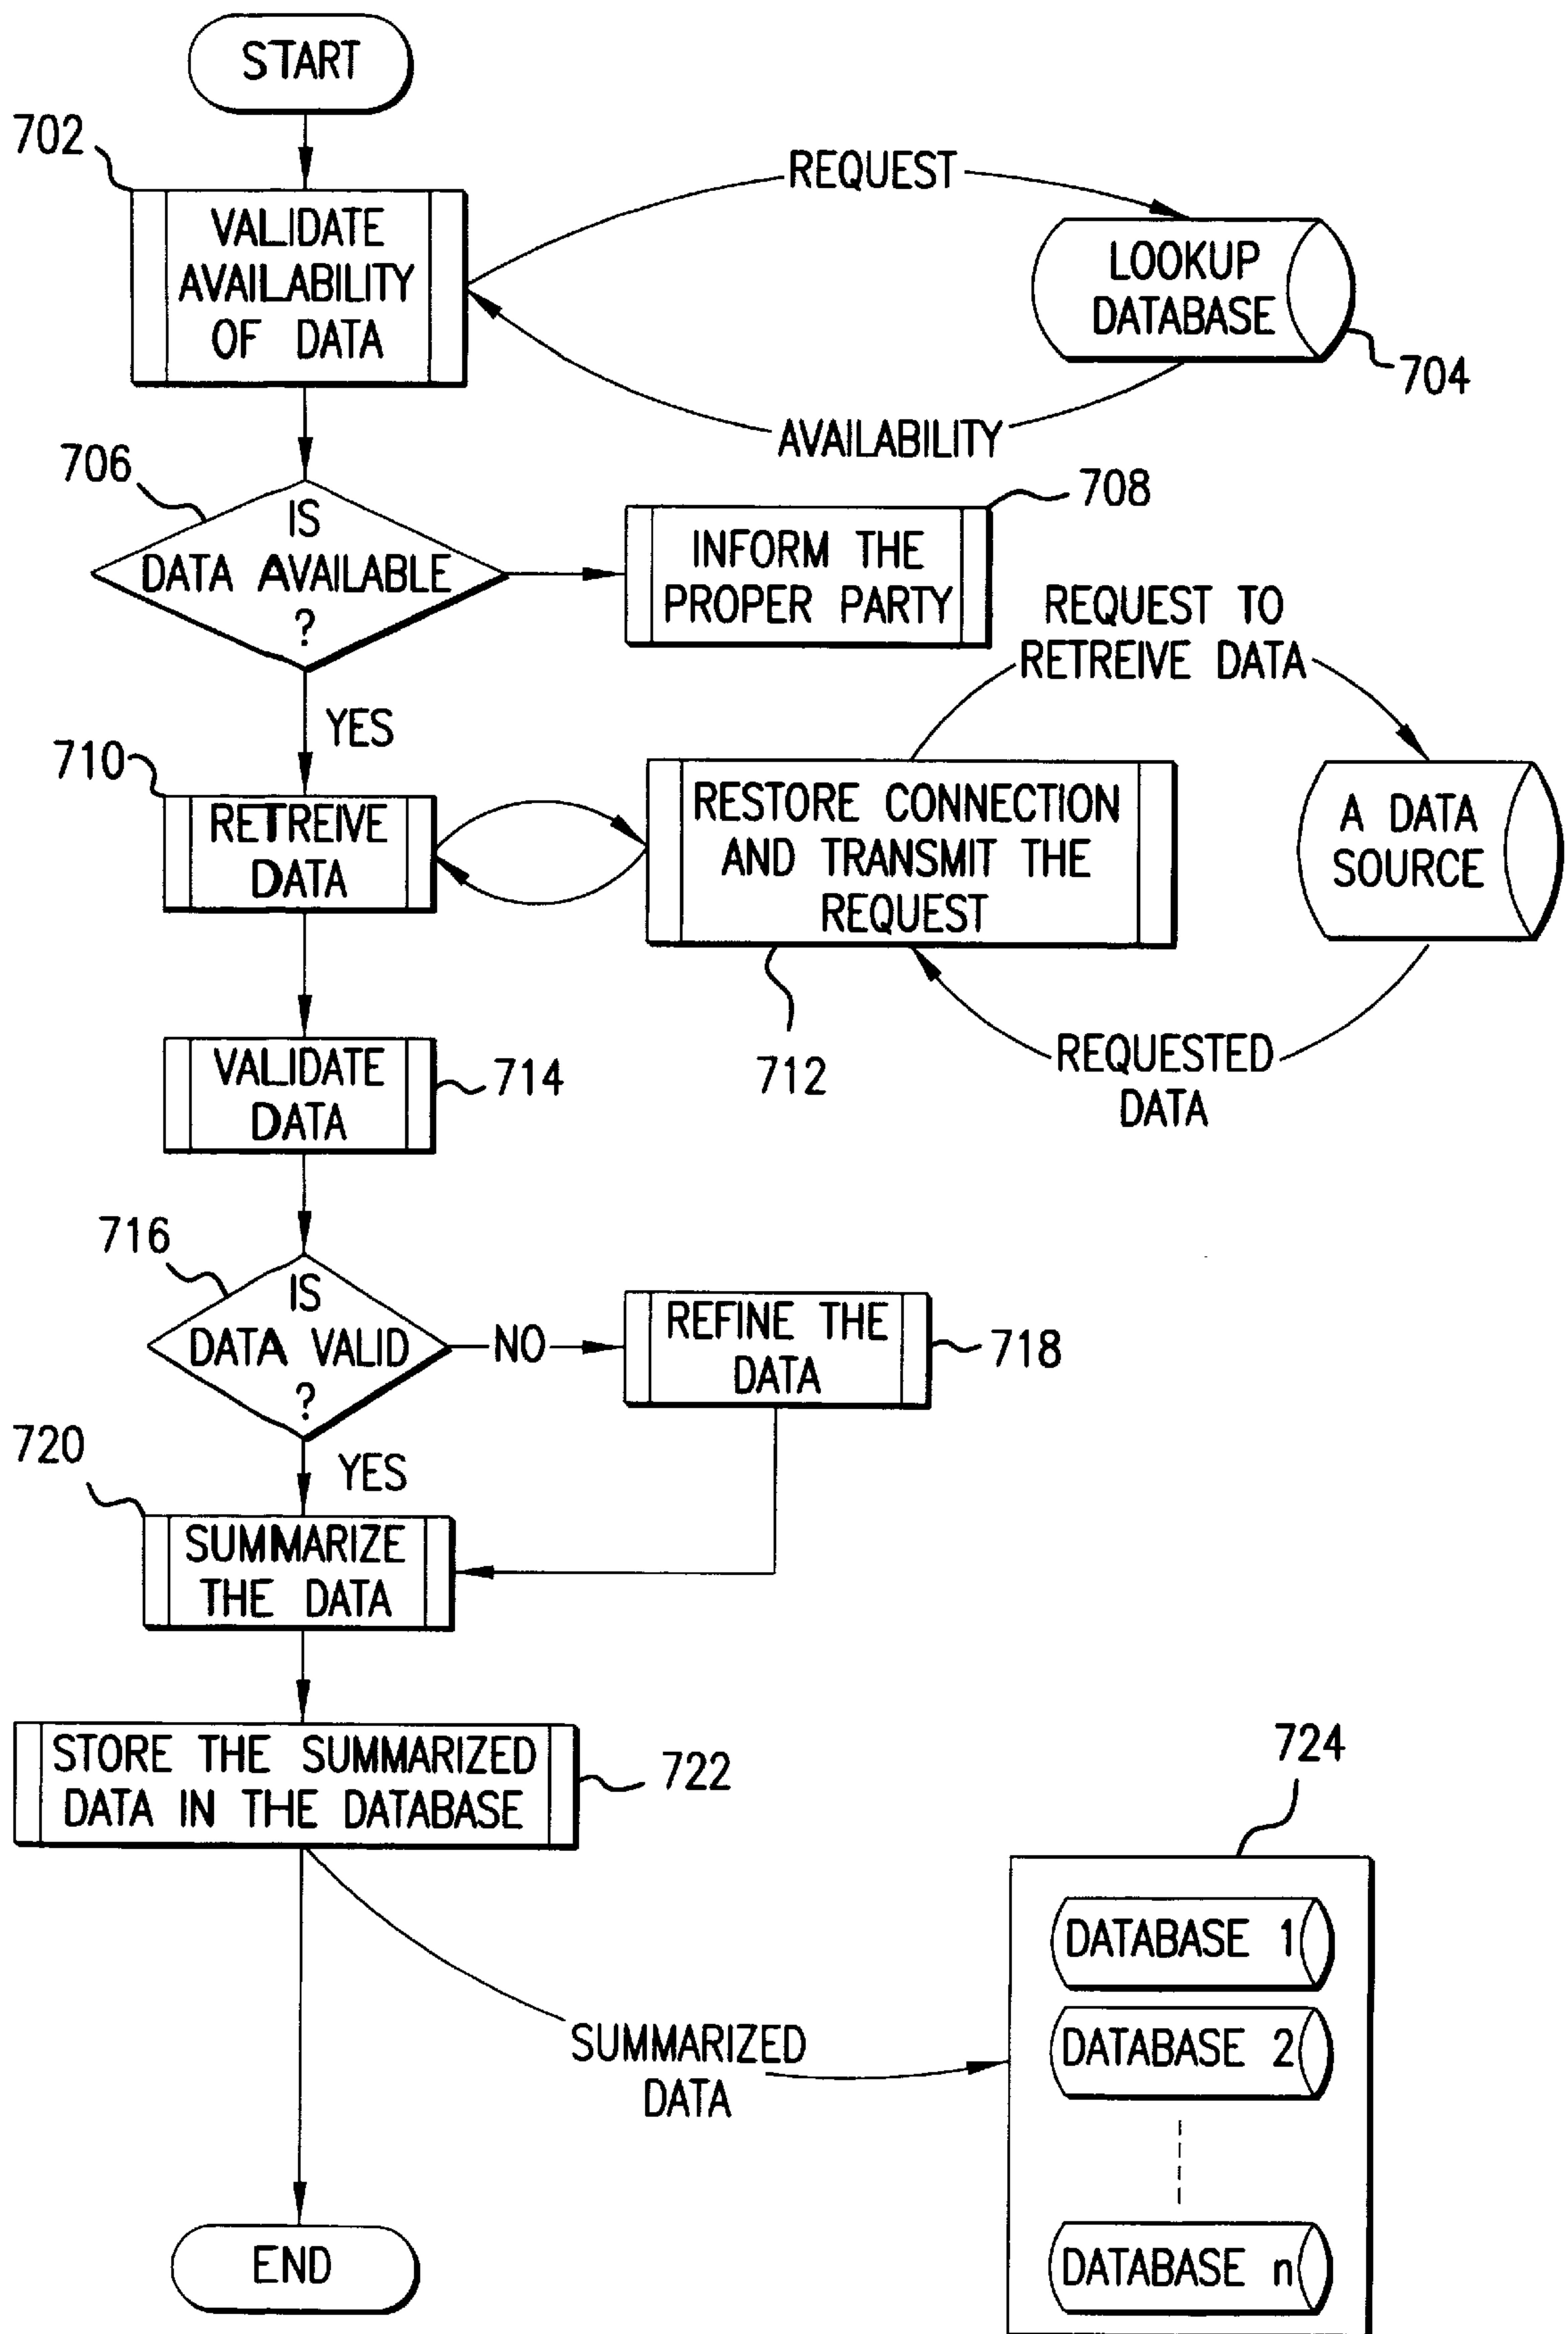 START
702
VALIDATE
AVAILABILITY
OF DATA
REQUEST
LOOKUP
DATABASE
704
AVAILABILITY
706
IS
DATA AVAILABLE
?
708
INFORM THE
PROPER PARTY
REQUEST TO
RETREIVE DATA
YES
710
RETREIVE
DATA
RESTORE CONNECTION
AND TRANSMIT THE
REQUEST
A DATA
SOURCE
712
REQUESTED
DATA
VALIDATE
DATA
714
716
IS
DATA VALID
?
NO
REFINE THE
DATA
718
720
YES
SUMMARIZE
THE DATA
STORE THE SUMMARIZED
DATA IN THE DATABASE
722
724
DATABASE 1
DATABASE 2
DATABASE n
SUMMARIZED
DATA
END